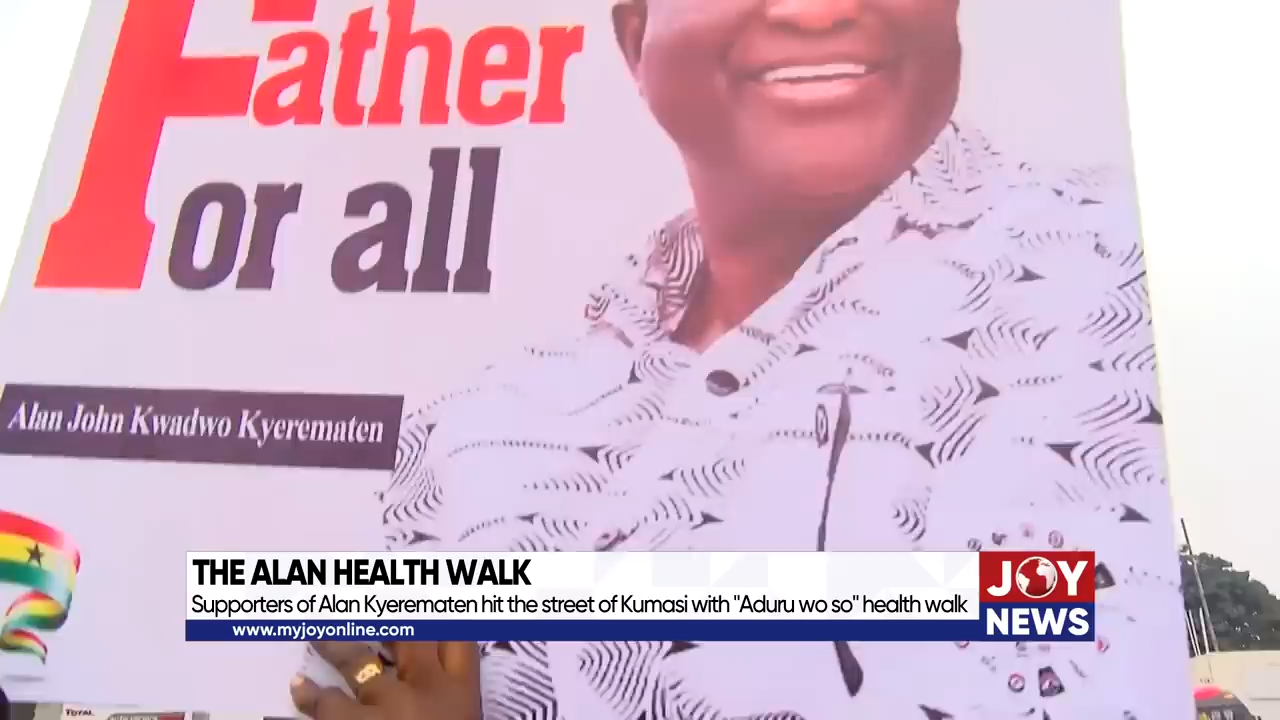 Father
For all
Alan John Kwadwo Kyerematen
THE ALAN HEALTH WALK
Supporters of Alan Kyerematen hit the street of Kumasi with "Aduru wo so" health walk
www.myjoyonline.com
JOY
NEWS
TOTAL